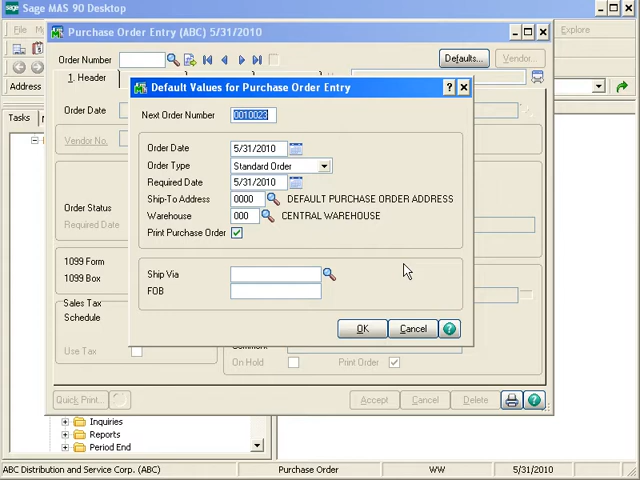 Sage MAS 90 Desktop
Purchase Order Entry (ABC) 5/31/2010
Explore
Order Number
Defaults...
Vendor...
1. Header
Address
Default Values for Purchase Order Entry
Next Order Number 0010023
Tasks
Order Date
Vendor No.
Order Date 5/31/2010
Order Type Standard Order
Required Date 5/31/2010
Ship-To Address 0000 DEFAULT PURCHASE ORDER ADDRESS
Warehouse 000 CENTRAL WAREHOUSE
Print Purchase Order
Order Status
Required Date
1099 Form
1099 Box
Ship Via
FOB
Sales Tax
Schedule
OK Cancel
Use Tax
Comment
On Hold Print Order
Quick Print...
Accept Cancel Delete
Inquiries
Reports
Period End
ABC Distribution and Service Corp. (ABC) Purchase Order WW 5/31/2010